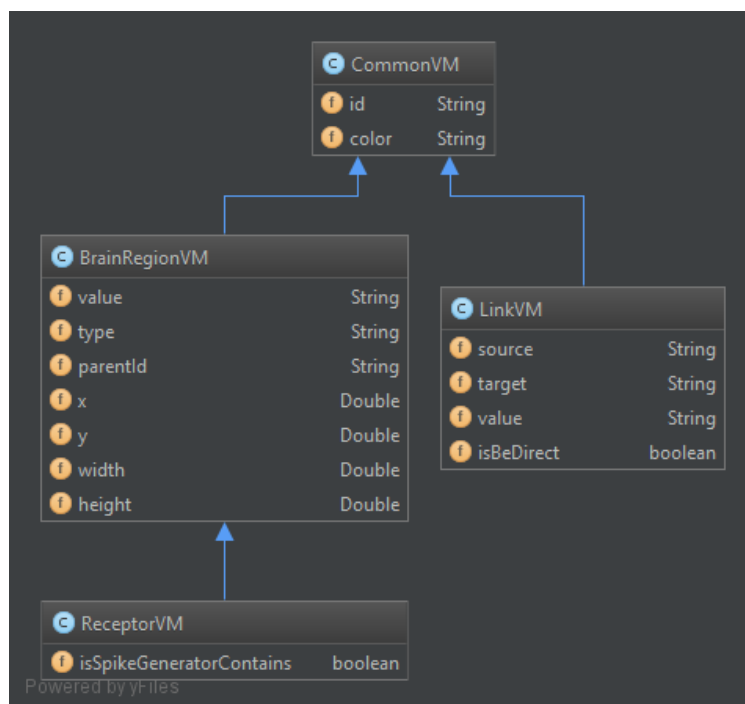 CommonVM
id String
color String
BrainRegionVM
value String
type String
parentId String
x Double
y Double
width Double
height Double
LinkVM
source String
target String
value String
isBeDirect boolean
ReceptorVM
isSpikeGeneratorContains boolean
Powered by yFiles